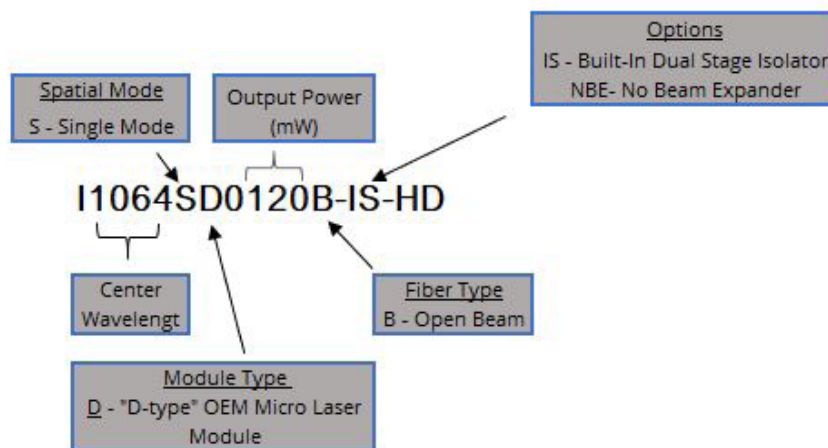 Options
IS - Built-In Dual Stage Isolator
NBE- No Beam Expander
Spatial Mode
S - Single Mode
Output Power
(mW)
I1064SD0120B-IS-HD
Center
Wavelengt
Fiber Type
B - Open Beam
Module Type
D - "D-type" OEM Micro Laser
Module